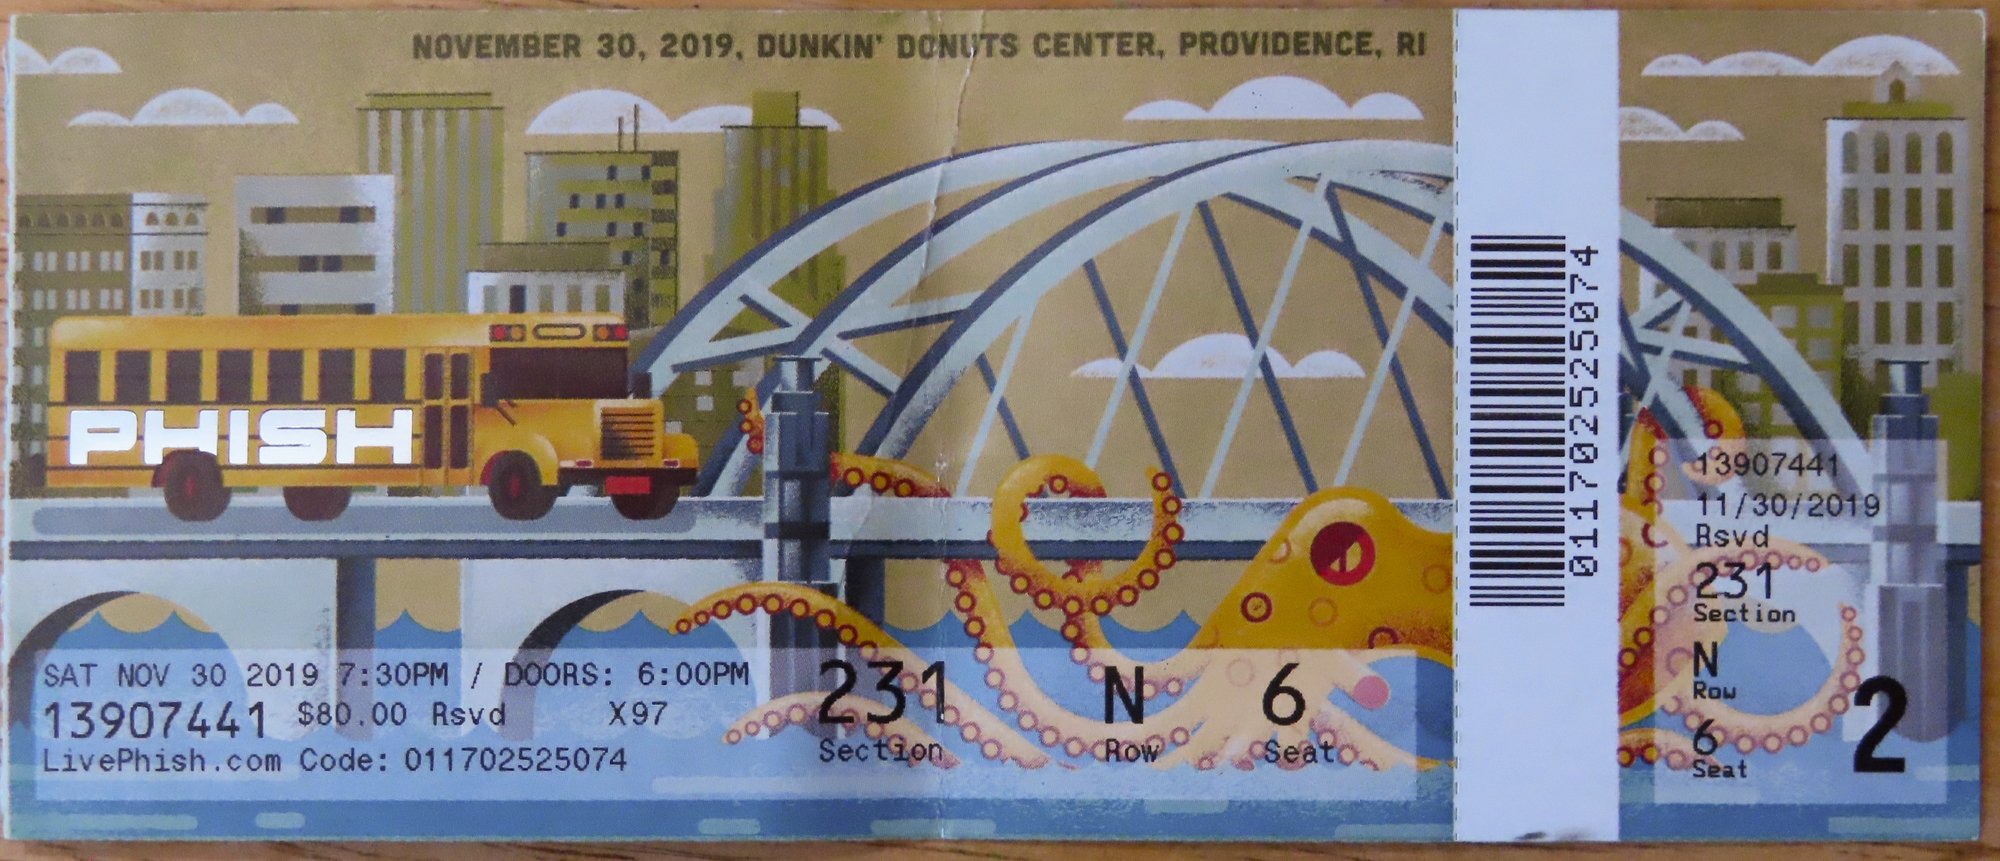 NOVEMBER 30, 2019, DUNKIN' DONUTS CENTER, PROVIDENCE, RI
PHISH
SAT NOV 30 2019 7:30PM / DOORS: 6:00PM
13907441 $80.00 Rsvd X97
LivePhish.com Code: 011702525074
231 N 6
Section Row Seat
011702525074
13907441
11/30/2019
Rsvd
231
Section
N
Row
6
Seat
2